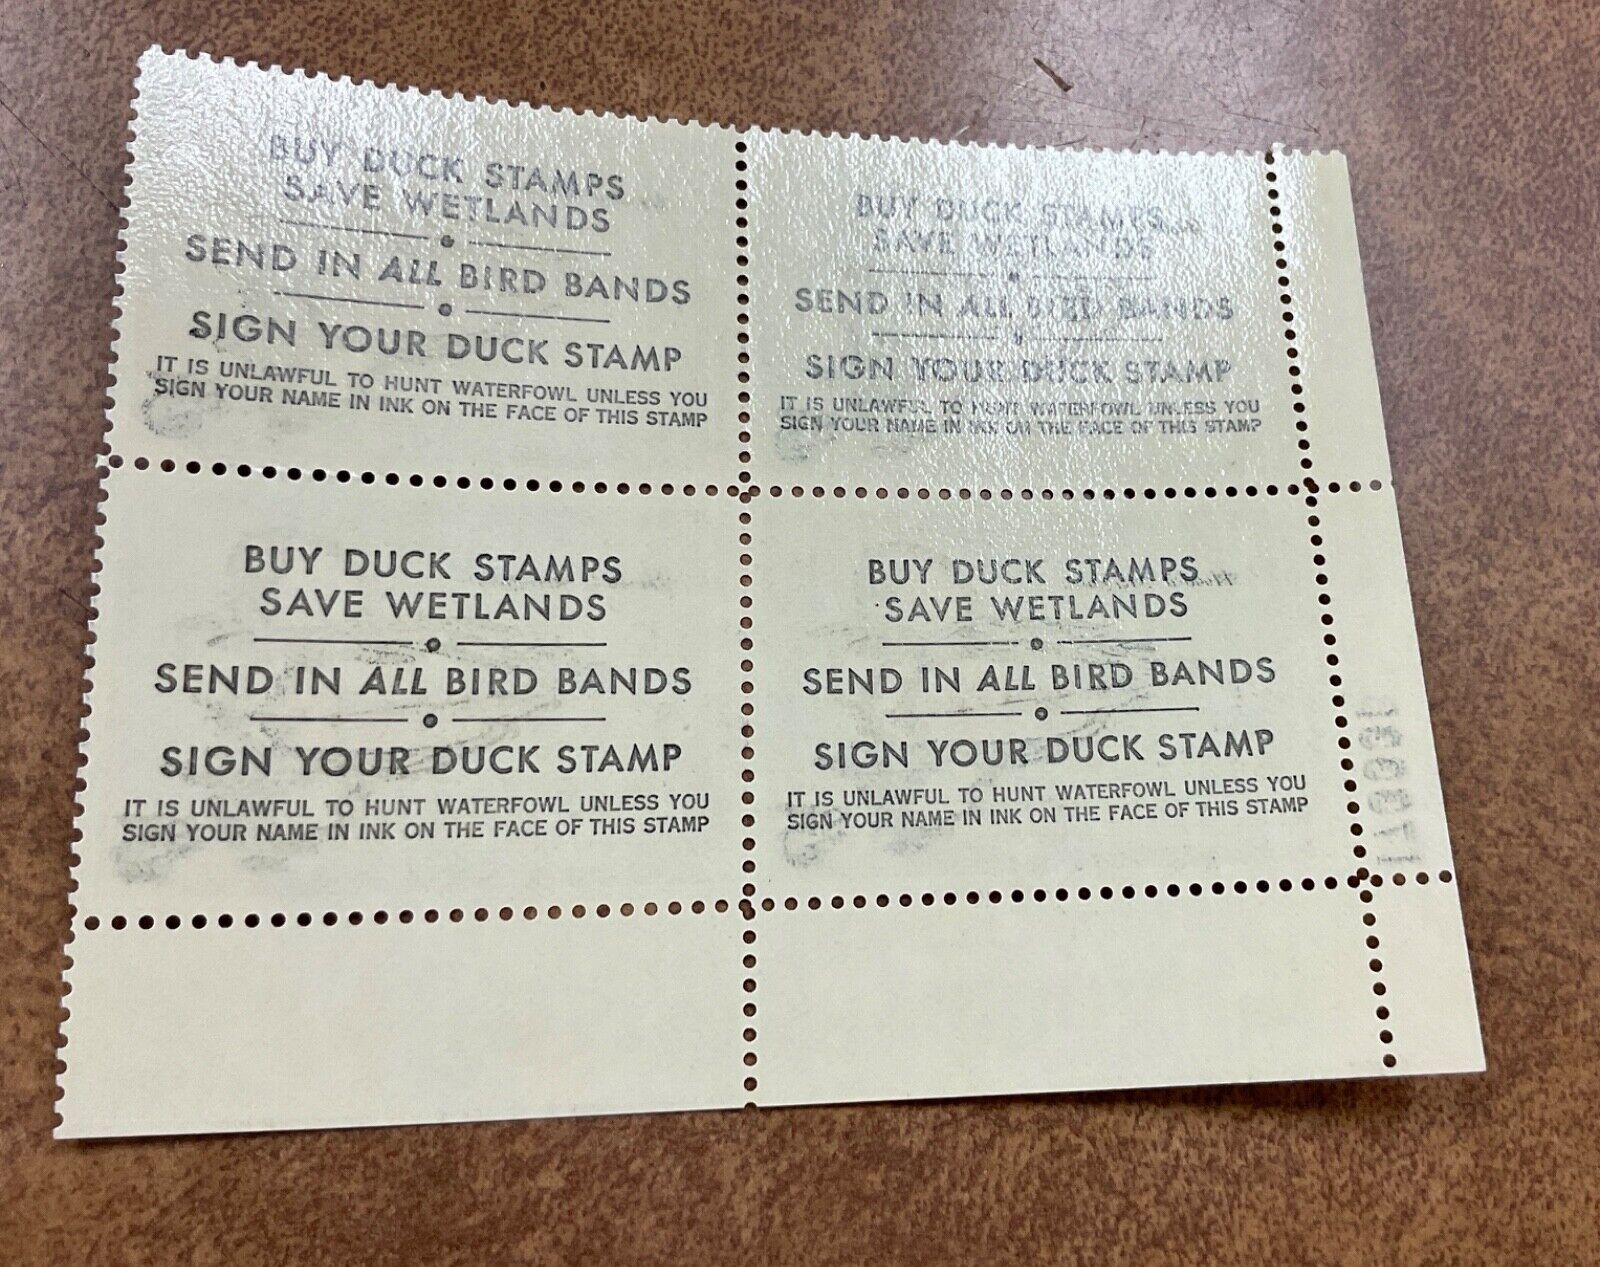 BUY DUCK STAMPS
SAVE WETLANDS
SEND IN ALL BIRD BANDS
SIGN YOUR DUCK STAMP
IT IS UNLAWFUL TO HUNT WATERFOWL UNLESS YOU
SIGN YOUR NAME IN INK ON THE FACE OF THIS STAMP
BUY DUCK STAMPS
SAVE WETLANDS
SEND IN ALL BIRD BANDS
SIGN YOUR DUCK STAMP
IT IS UNLAWFUL TO HUNT WATERFOWL UNLESS YOU
SIGN YOUR NAME IN INK ON THE FACE OF THIS STAMP
BUY DUCK STAMPS
SAVE WETLANDS
SEND IN ALL BIRD BANDS
SIGN YOUR DUCK STAMP
IT IS UNLAWFUL TO HUNT WATERFOWL UNLESS YOU
SIGN YOUR NAME IN INK ON THE FACE OF THIS STAMP
BUY DUCK STAMPS
SAVE WETLANDS
SEND IN ALL BIRD BANDS
SIGN YOUR DUCK STAMP
IT IS UNLAWFUL TO HUNT WATERFOWL UNLESS YOU
SIGN YOUR NAME IN INK ON THE FACE OF THIS STAMP